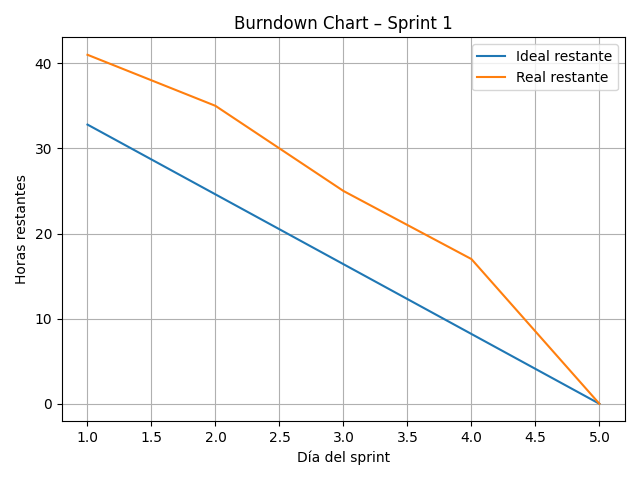 Burndown Chart – Sprint 1
Ideal restante
Real restante
Horas restantes
40
30
20
10
0
1.0 1.5 2.0 2.5 3.0 3.5 4.0 4.5 5.0
Día del sprint